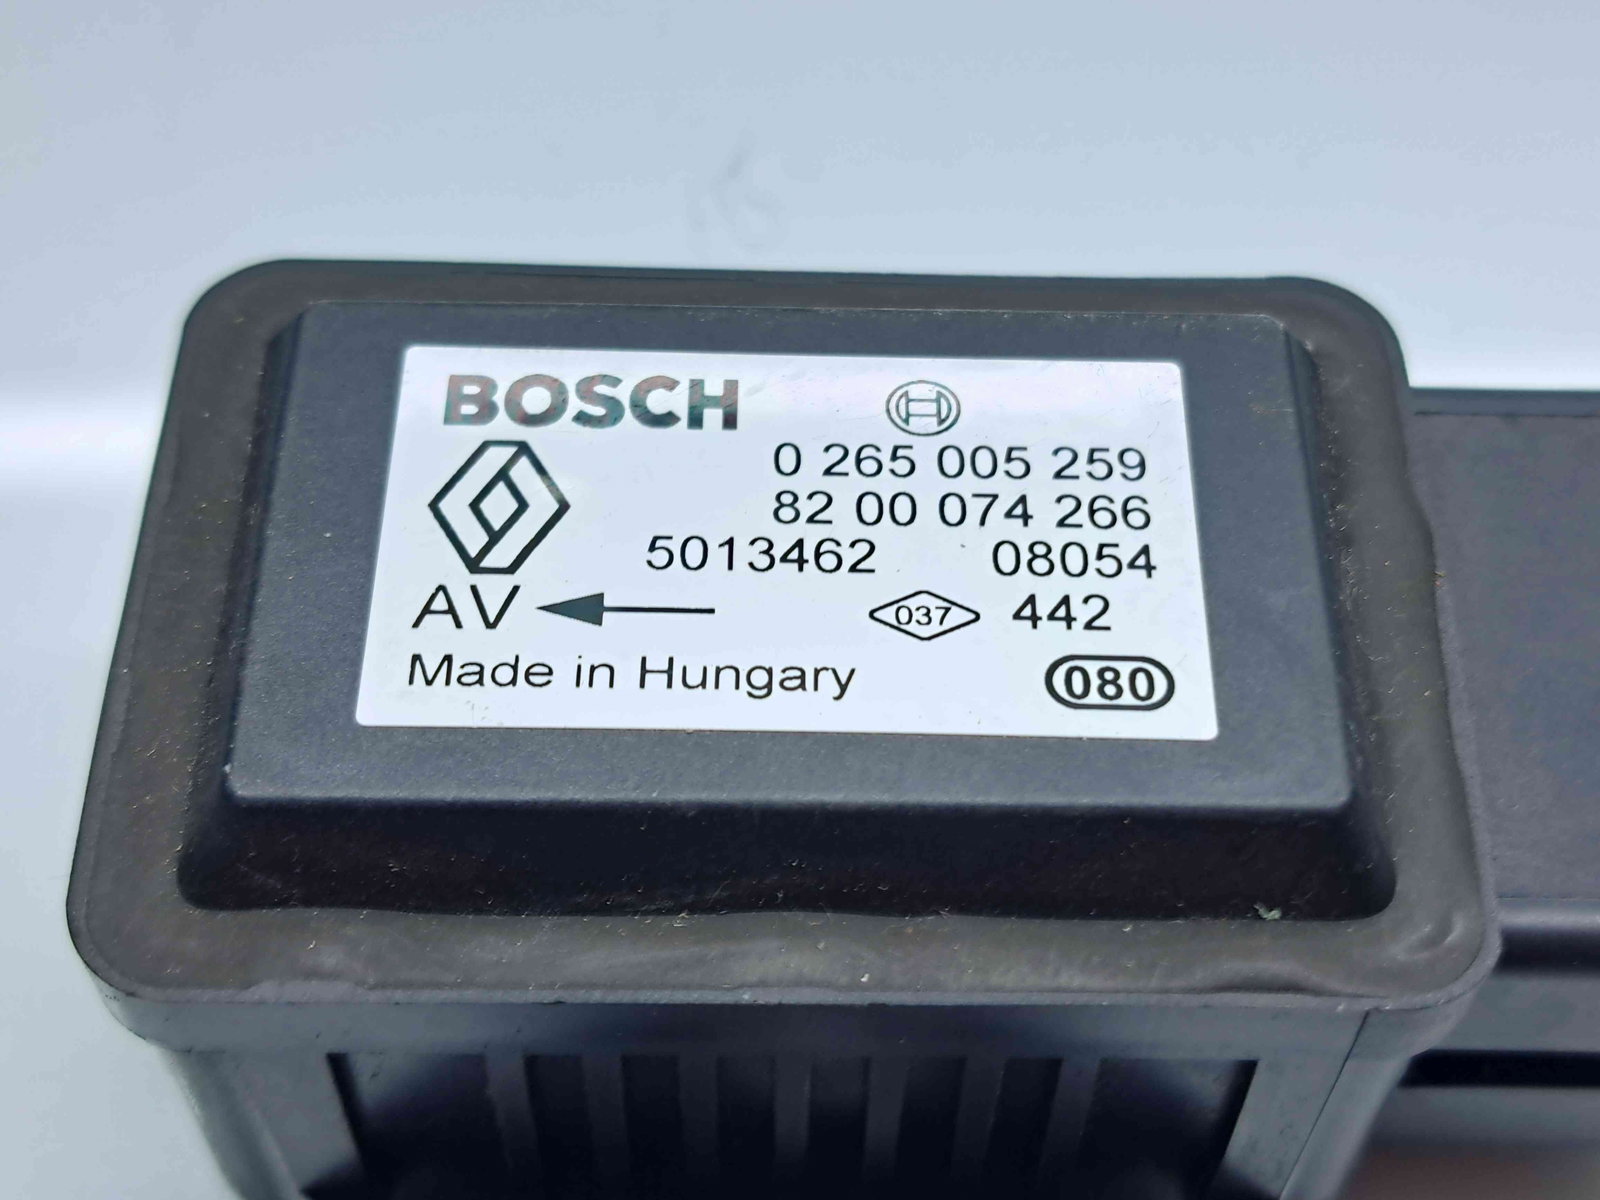 BOSCH
0 265 005 259
82 00 074 266
5013462 08054
AV 037 442
Made in Hungary 080